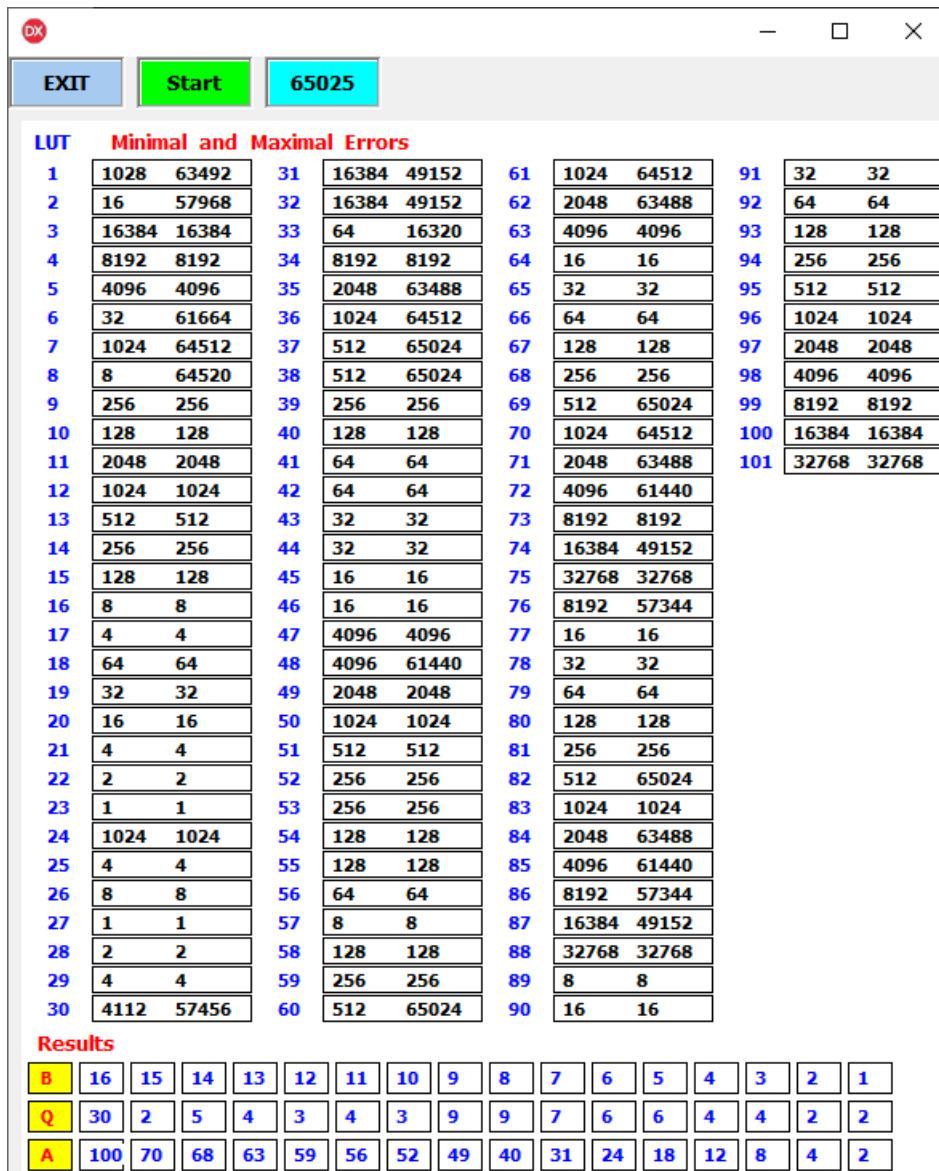 DX
EXIT Start 65025
LUT Minimal and Maximal Errors
1 1028 63492 31 16384 49152 61 1024 64512 91 32 32
2 16 57968 32 16384 49152 62 2048 63488 92 64 64
3 16384 16384 33 64 16320 63 4096 4096 93 128 128
4 8192 8192 34 8192 8192 64 16 16 94 256 256
5 4096 4096 35 2048 63488 65 32 32 95 512 512
6 32 61664 36 1024 64512 66 64 64 96 1024 1024
7 1024 64512 37 512 65024 67 128 128 97 2048 2048
8 8 64520 38 512 65024 68 256 256 98 4096 4096
9 256 256 39 256 256 69 512 65024 99 8192 8192
10 128 128 40 128 128 70 1024 64512 100 16384 16384
11 2048 2048 41 64 64 71 2048 63488 101 32768 32768
12 1024 1024 42 64 64 72 4096 61440
13 512 512 43 32 32 73 8192 8192
14 256 256 44 32 32 74 16384 49152
15 128 128 45 16 16 75 32768 32768
16 8 8 46 16 16 76 8192 57344
17 4 4 47 4096 4096 77 16 16
18 64 64 48 4096 61440 78 32 32
19 32 32 49 2048 2048 79 64 64
20 16 16 50 1024 1024 80 128 128
21 4 4 51 512 512 81 256 256
22 2 2 52 256 256 82 512 65024
23 1 1 53 256 256 83 1024 1024
24 1024 1024 54 128 128 84 2048 63488
25 4 4 55 128 128 85 4096 61440
26 8 8 56 64 64 86 8192 57344
27 1 1 57 8 8 87 16384 49152
28 2 2 58 128 128 88 32768 32768
29 4 4 59 256 256 89 8 8
30 4112 57456 60 512 65024 90 16 16
Results
B 16 15 14 13 12 11 10 9 8 7 6 5 4 3 2 1
Q 30 2 5 4 3 4 3 9 9 7 6 6 4 4 2 2
A 100 70 68 63 59 56 52 49 40 31 24 18 12 8 4 2